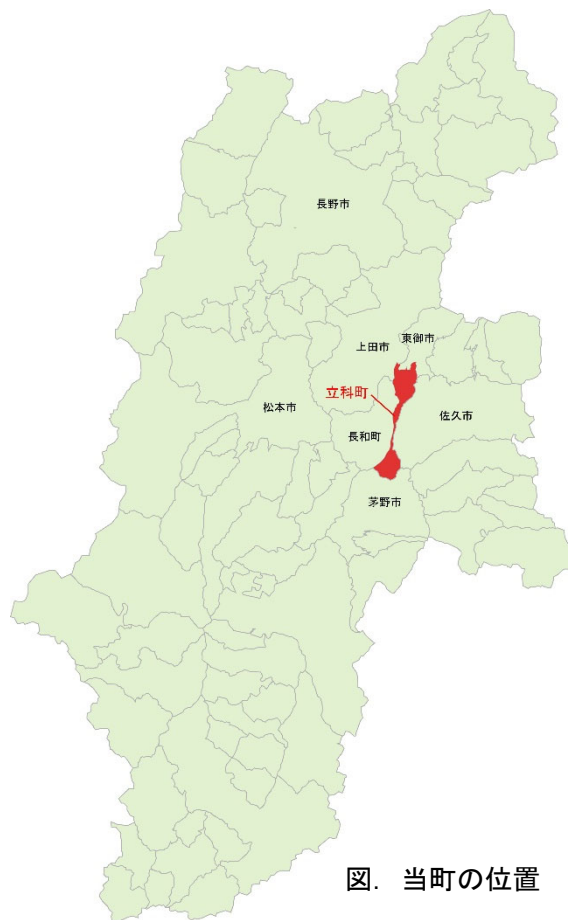 長野市
上田市
東御市
立科町
松本市
佐久市
長和町
茅野市
図. 当町の位置